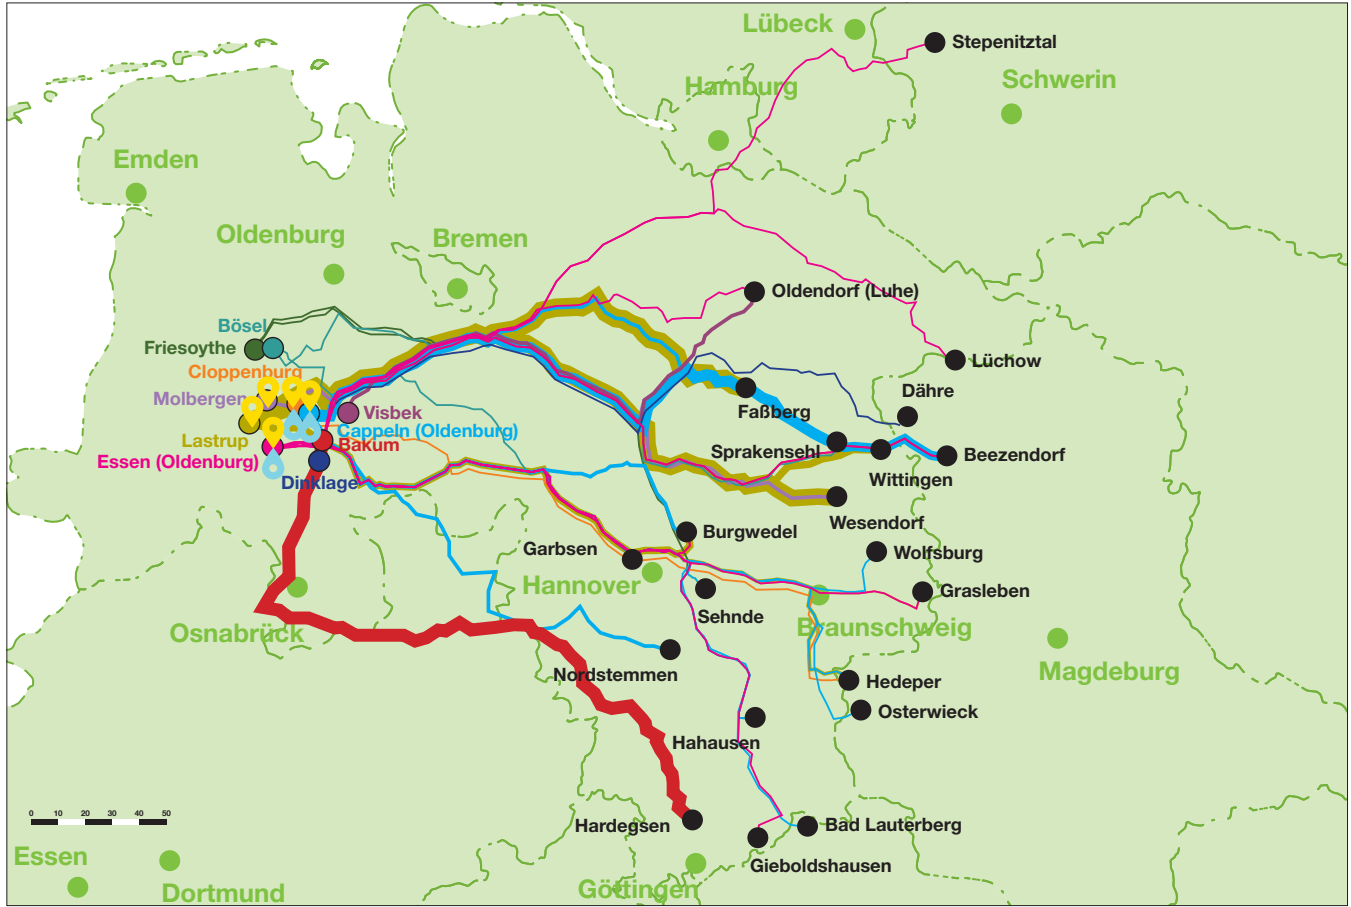 Lübeck
Stepenitztal
Schwerin
Hamburg
Emden
Oldenburg
Bremen
Oldendorf (Luhe)
Bösel
Friesoythe
Lüchow
Cloppenburg
Dähre
Molbergen
Visbek
Faßberg
Cappeln (Oldenburg)
Lastrup
Bakum
Sprakensehl
Beezendorf
Essen (Oldenburg)
Wittingen
Dinklage
Wesendorf
Burgwedel
Garbsen
Wolfsburg
Hannover
Grasleben
Sehnde
Osnabrück
Braunschweig
Magdeburg
Nordstemmen
Hedeper
Osterwieck
Hahausen
0 10 20 30 40 50
Hardegsen
Bad Lauterberg
Essen
Gieboldshausen
Dortmund
Göttingen